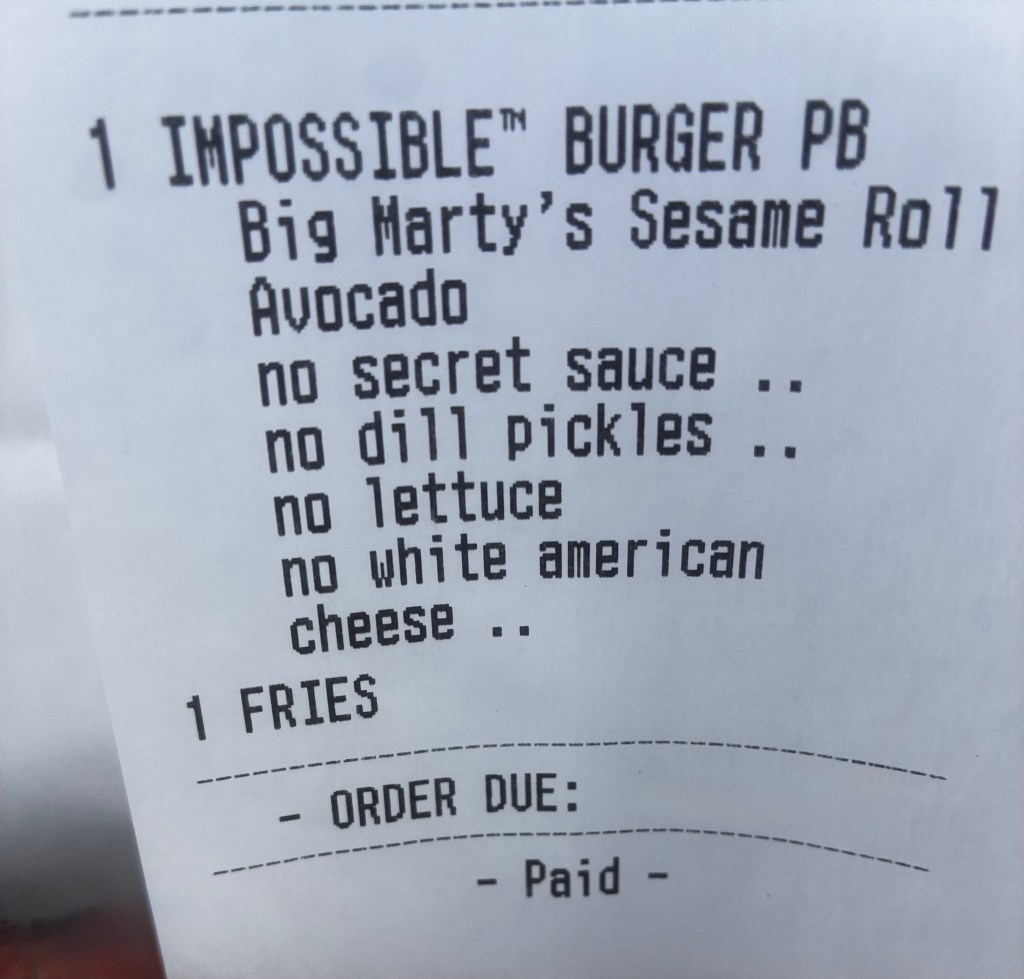 1 IMPOSSIBLE™ BURGER PB
Big Marty's Sesame Roll
Avocado
no secret sauce ..
no dill pickles ..
no lettuce
no white american
cheese ..
1 FRIES
- ORDER DUE:
- Paid -